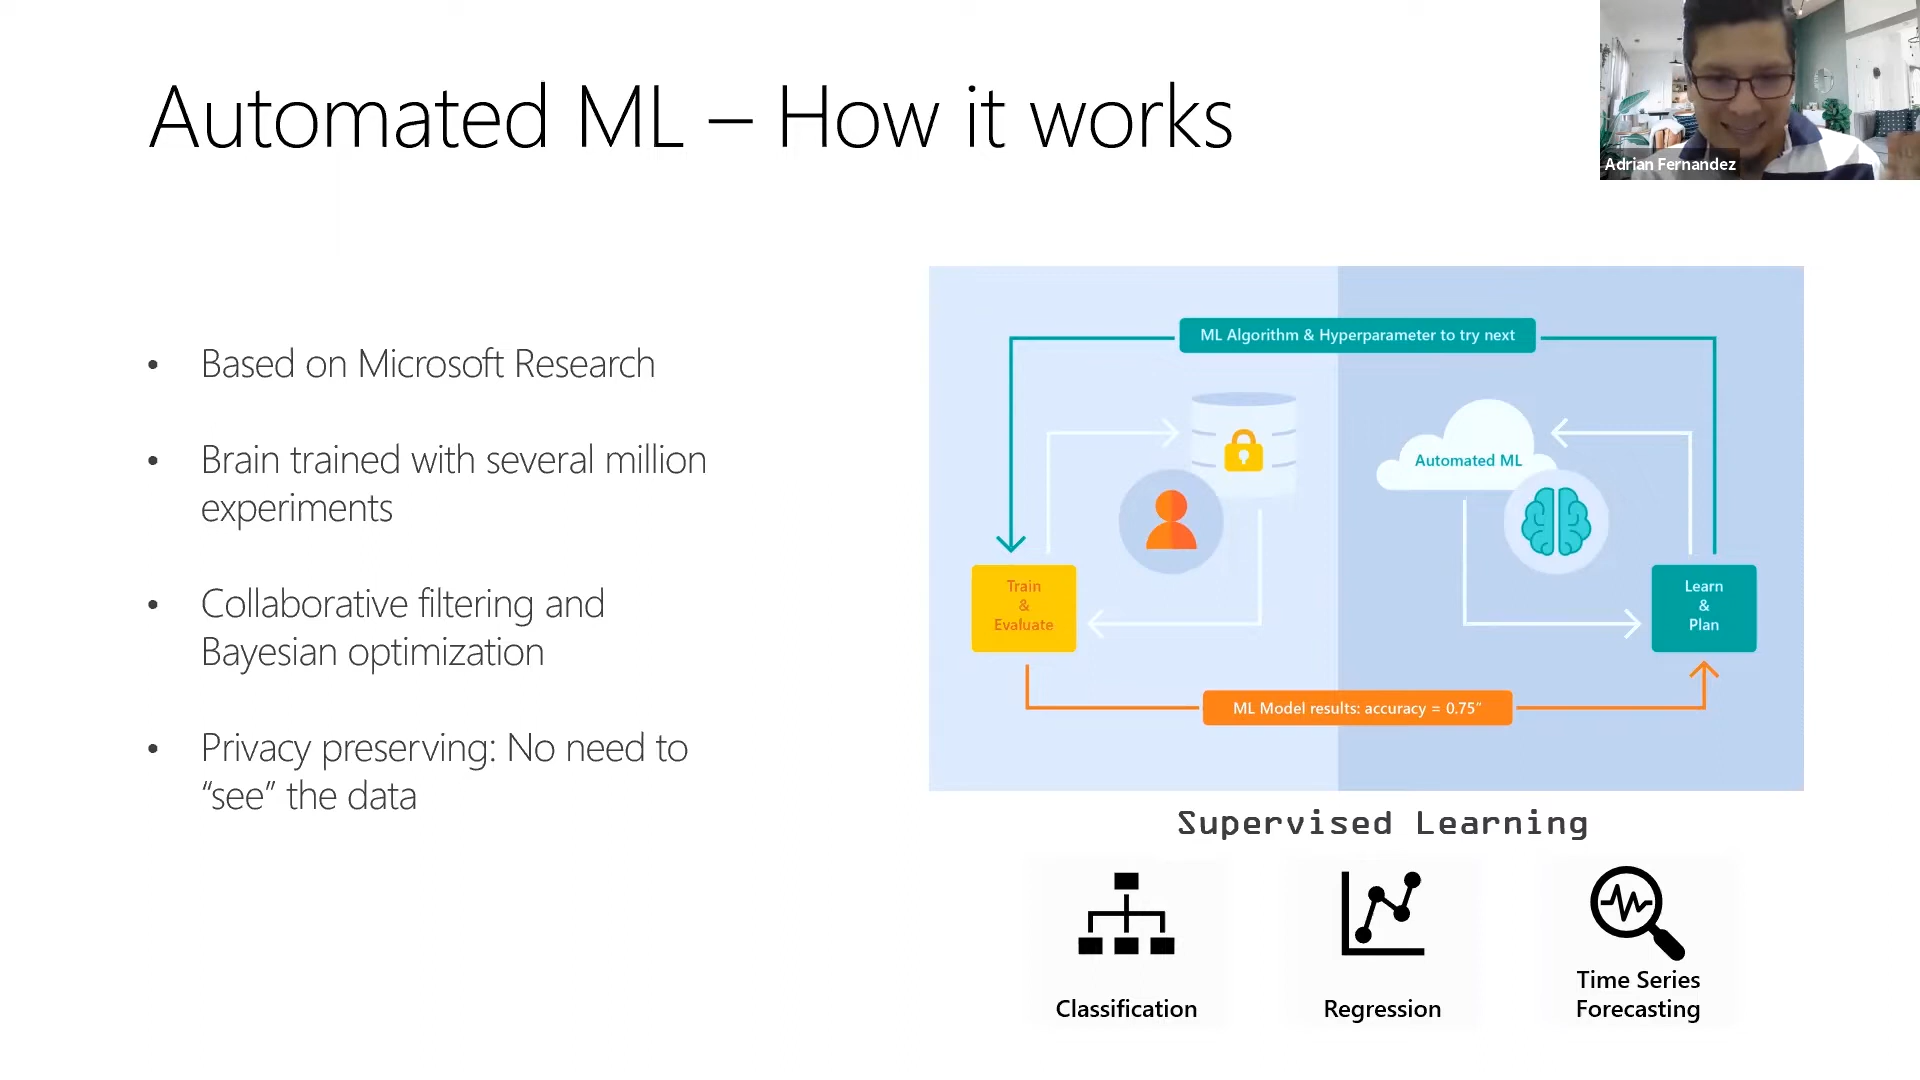 Automated ML – How it works
Adrian Fernandez
• Based on Microsoft Research
• Brain trained with several million
experiments
• Collaborative filtering and
Bayesian optimization
• Privacy preserving: No need to
“see” the data
ML Algorithm & Hyperparameter to try next
Automated ML
Train
&
Evaluate
Learn
&
Plan
ML Model results: accuracy = 0.75”
Supervised Learning
Classification
Regression
Time Series
Forecasting